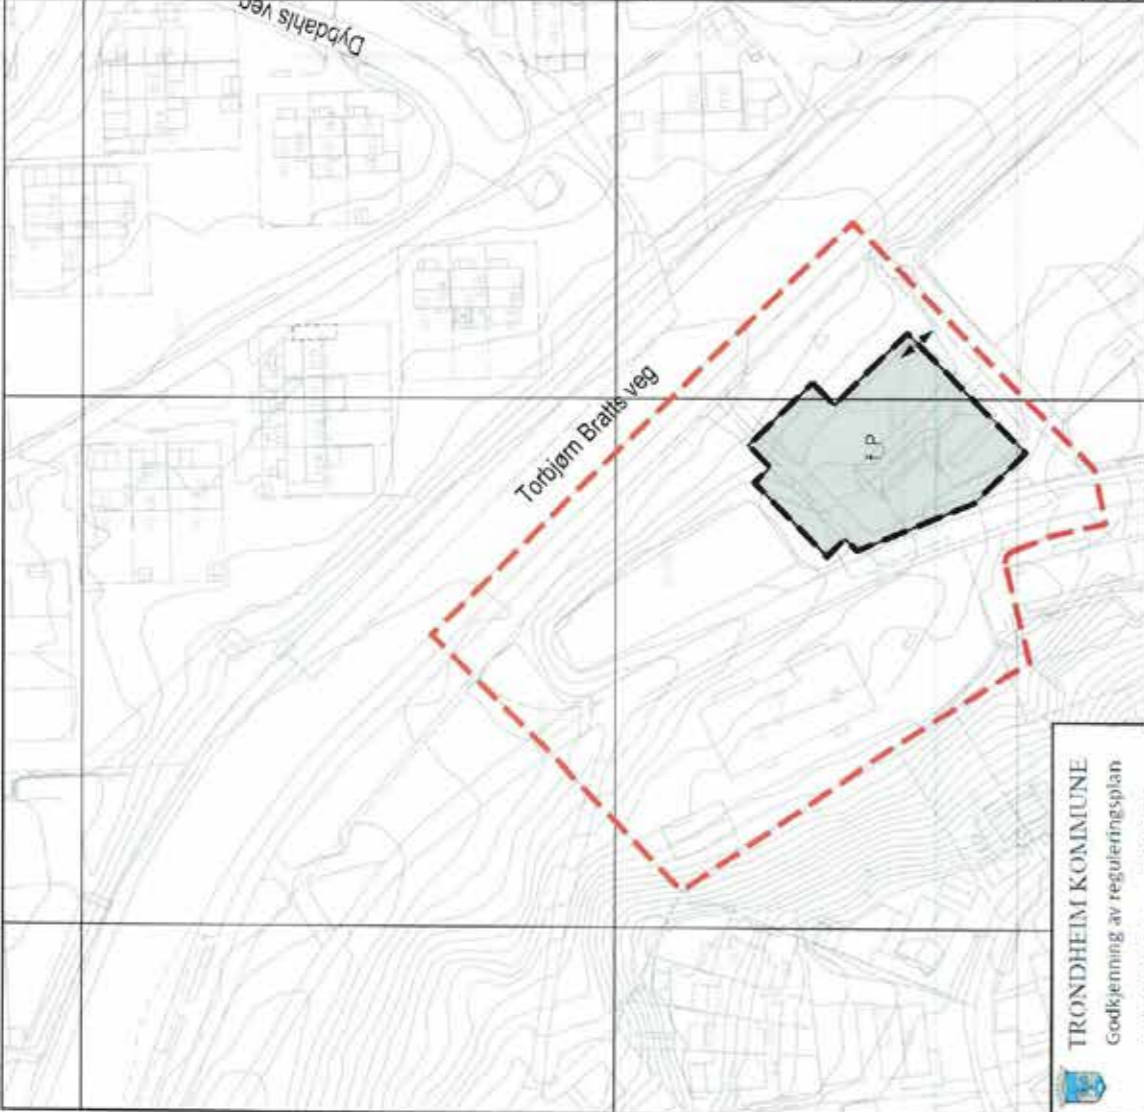 Dybdahls veg
Torbjørn Bratts veg
f_P
TRONDHEIM KOMMUNE
Godkjenning av reguleringsplan